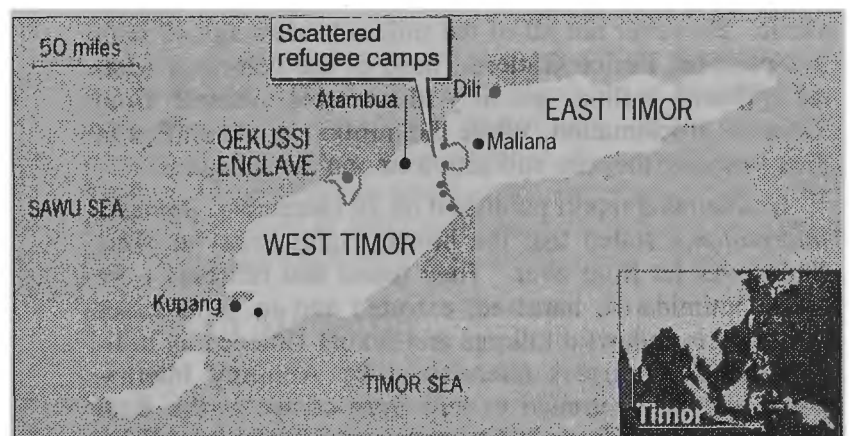 50 miles
Scattered
refugee camps
Dili
Atambua
EAST TIMOR
OEKUSSI
ENCLAVE
Maliana
SAWU SEA
WEST TIMOR
Kupang
TIMOR SEA
Timor